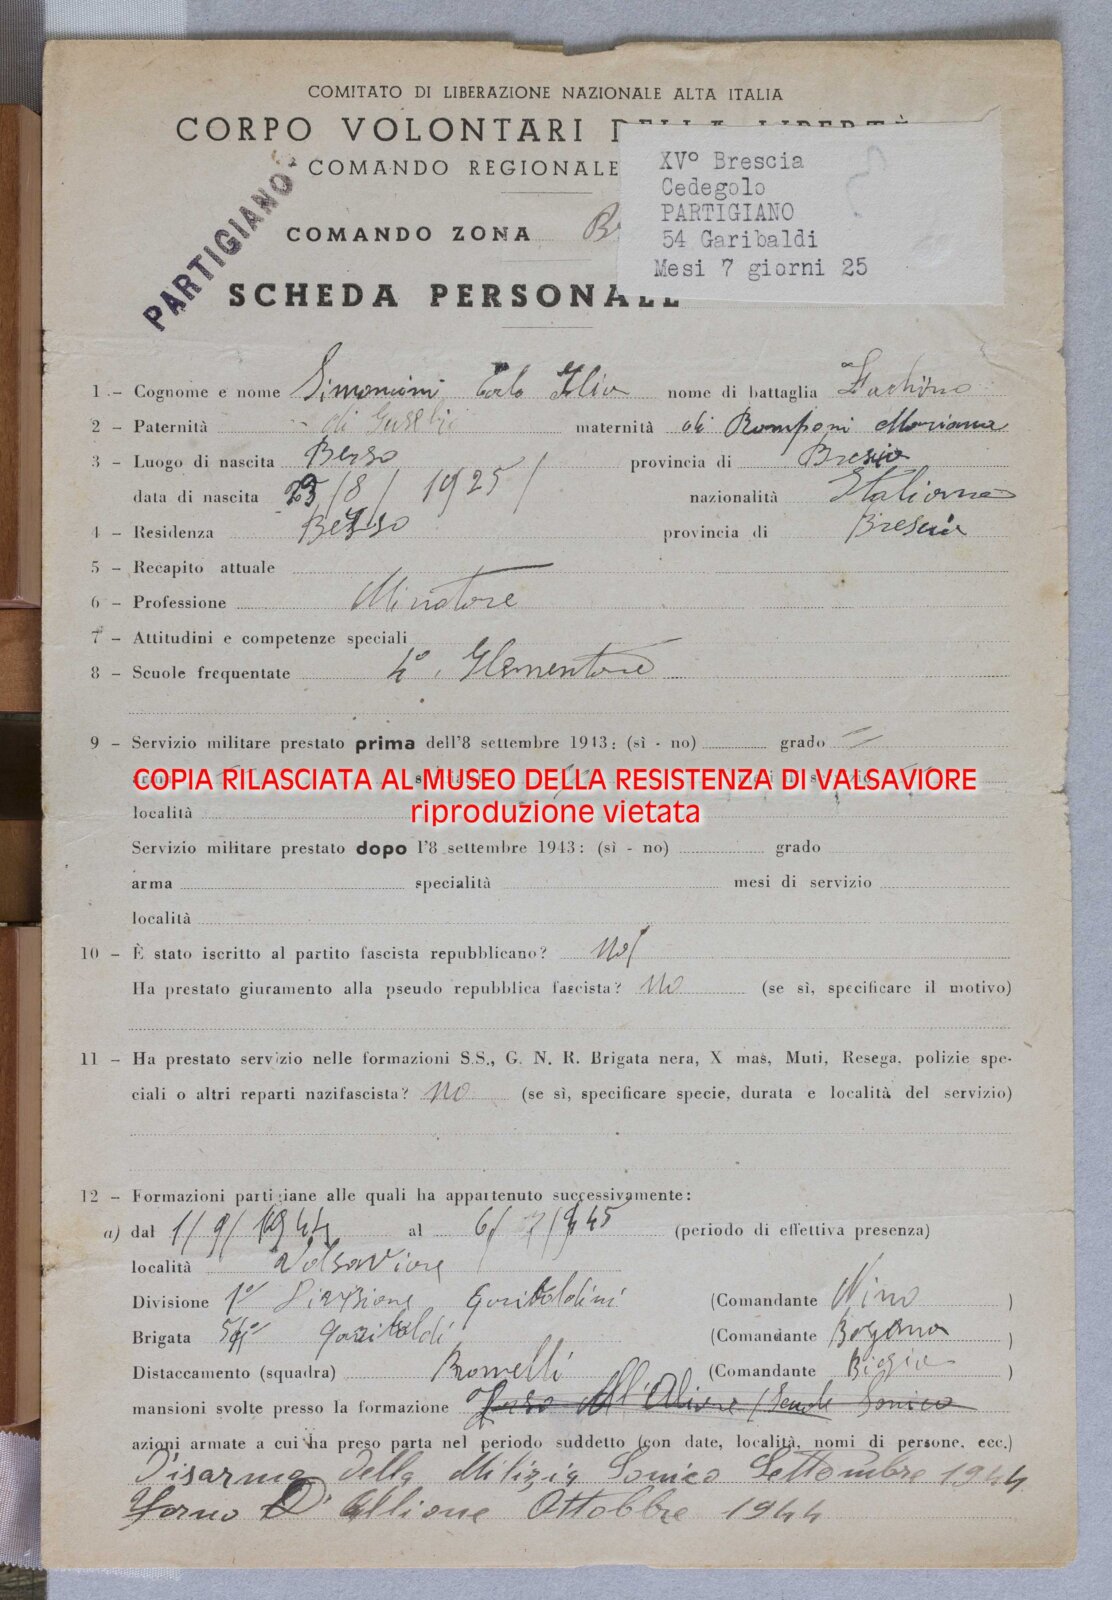 COMITATO DI LIBERAZIONE NAZIONALE ALTA ITALIA
CORPO VOLONTARI DELLA LIBERTÀ
COMANDO REGIONALE
PARTIGIANO
XV° Brescia
Cedegolo
PARTIGIANO
54 Garibaldi
Mesi 7 giorni 25
COMANDO ZONA B
SCHEDA PERSONALE
1 - Cognome e nome Simoncini nome di battaglia
2 - Paternità di maternità di Romponi Mariana
3 - Luogo di nascita Berzo provincia di Brescia
data di nascita 23/8/1925/ nazionalità Italiana
4 - Residenza Berzo provincia di Brescia
5 - Recapito attuale
6 - Professione Minatore
7 - Attitudini e competenze speciali
8 - Scuole frequentate 4° Elementare
9 - Servizio militare prestato prima dell'8 settembre 1943: (sì - no) grado =
COPIA RILASCIATA AL MUSEO DELLA RESISTENZA DI VALSAVIORE
riproduzione vietata
località
Servizio militare prestato dopo l'8 settembre 1943: (sì - no) grado
arma specialità mesi di servizio
località
10 - È stato iscritto al partito fascista repubblicano? no
Ha prestato giuramento alla pseudo repubblica fascista? no (se sì, specificare il motivo)
11 - Ha prestato servizio nelle formazioni S.S., G. N. R. Brigata nera, X mas, Muti, Resega, polizie spe-
ciali o altri reparti nazifascista? no (se sì, specificare specie, durata e località del servizio)
12 - Formazioni partigiane alle quali ha appartenuto successivamente:
a) dal 1/9/1944 al 6/ /45 (periodo di effettiva presenza)
località Valsaviore
Divisione 1° Divisione Garibaldini (Comandante Nino )
Brigata 54° Garibaldi (Comandante )
Distaccamento (squadra) Romelli (Comandante Biogio )
mansioni svolte presso la formazione
azioni armate a cui ha preso parte nel periodo suddetto (con date, località, nomi di persone, ecc.)
Disarmo della Milizia Sonico Settembre 1944
Forno D'Allione Ottobbre 1944